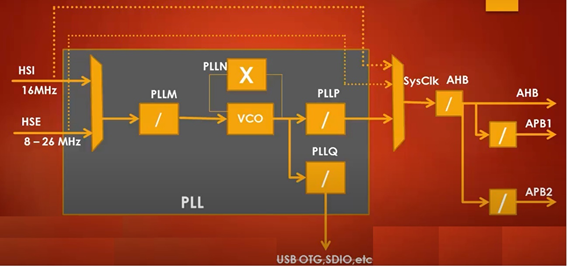 HSI
16MHz
HSE
8 – 26 MHz
PLLM
/
PLLN
X
VCO
PLLP
/
PLLQ
/
PLL
USB OTG,SDIO,etc
SysClk
AHB
/
AHB
/
APB1
/
APB2